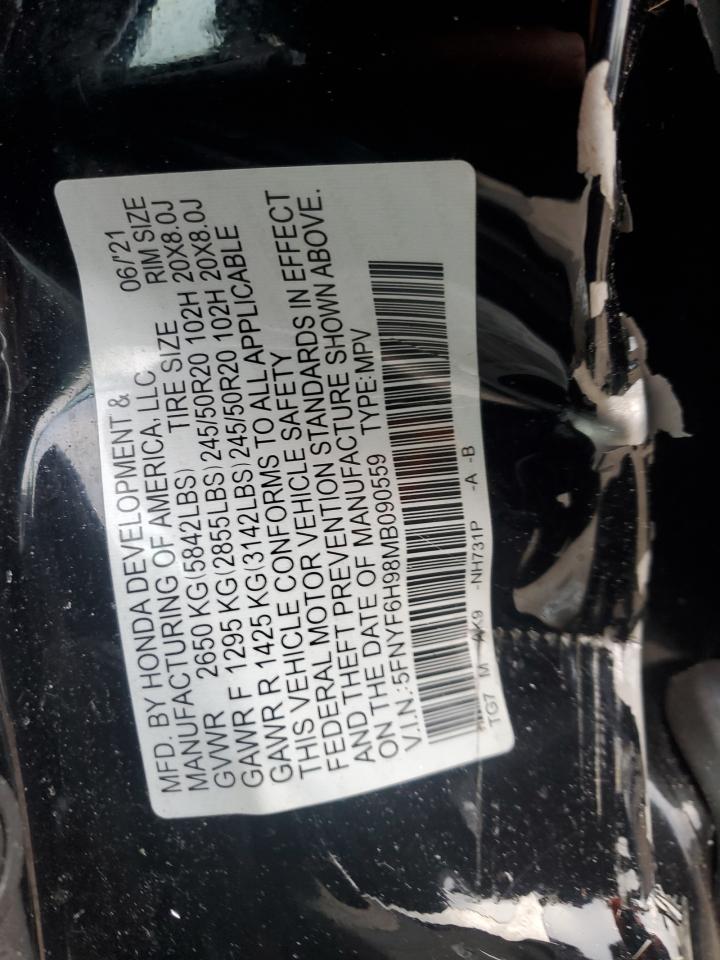 MFD. BY HONDA DEVELOPMENT & 06/'21
MANUFACTURING OF AMERICA, LLC RIM SIZE
GVWR 2650 KG(5842LBS) TIRE SIZE 20X8.0J
GAWR F 1295 KG(2855LBS)245/50R20 102H 20X8.0J
GAWR R 1425 KG(3142LBS)245/50R20 102H
THIS VEHICLE CONFORMS TO ALL APPLICABLE
FEDERAL MOTOR VEHICLE SAFETY
AND THEFT PREVENTION STANDARDS IN EFFECT
ON THE DATE OF MANUFACTURE SHOWN ABOVE.
V.I.N.:5FNYF6H98MB090559 TYPE:MPV
TG7 M AK9 -NH731P -A -B